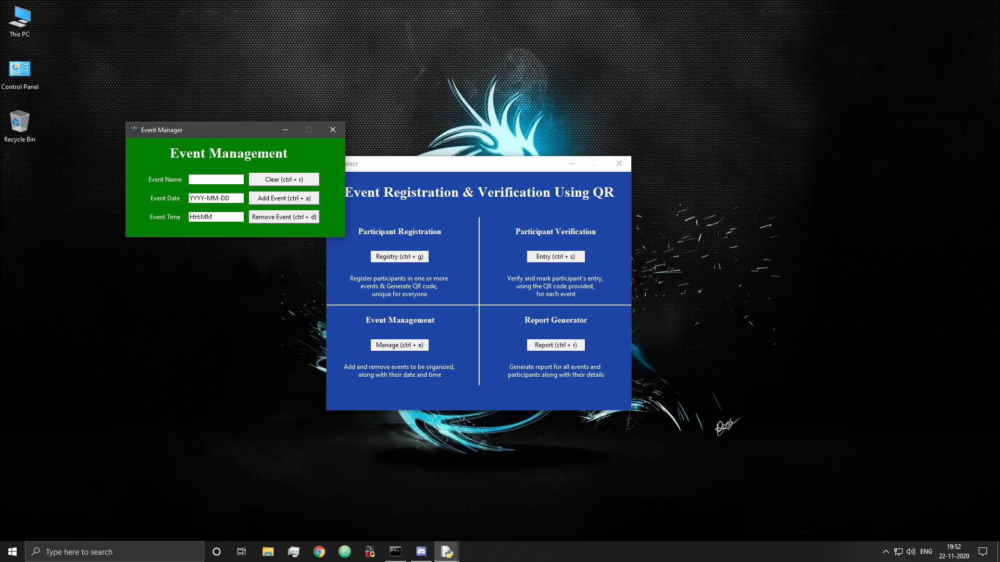 This PC
Control Panel
Recycle Bin
Event Manager
Event Management
Event Name
Clear (ctrl + r)
Event Date
YYYY-MM-DD
Add Event (ctrl + a)
Event Time
HH:MM
Remove Event (ctrl + d)
Event Registration & Verification Using QR
Participant Registration
Registry (ctrl + g)
Register participants in one or more
events & Generate QR code,
unique for everyone
Participant Verification
Entry (ctrl + s)
Verify and mark participant's entry,
using the QR code provided,
for each event
Event Management
Manage (ctrl + e)
Add and remove events to be organized,
along with their date and time
Report Generator
Report (ctrl + r)
Generate report for all events and
participants along with their details
Type here to search
ENG
19:52
22-11-2020